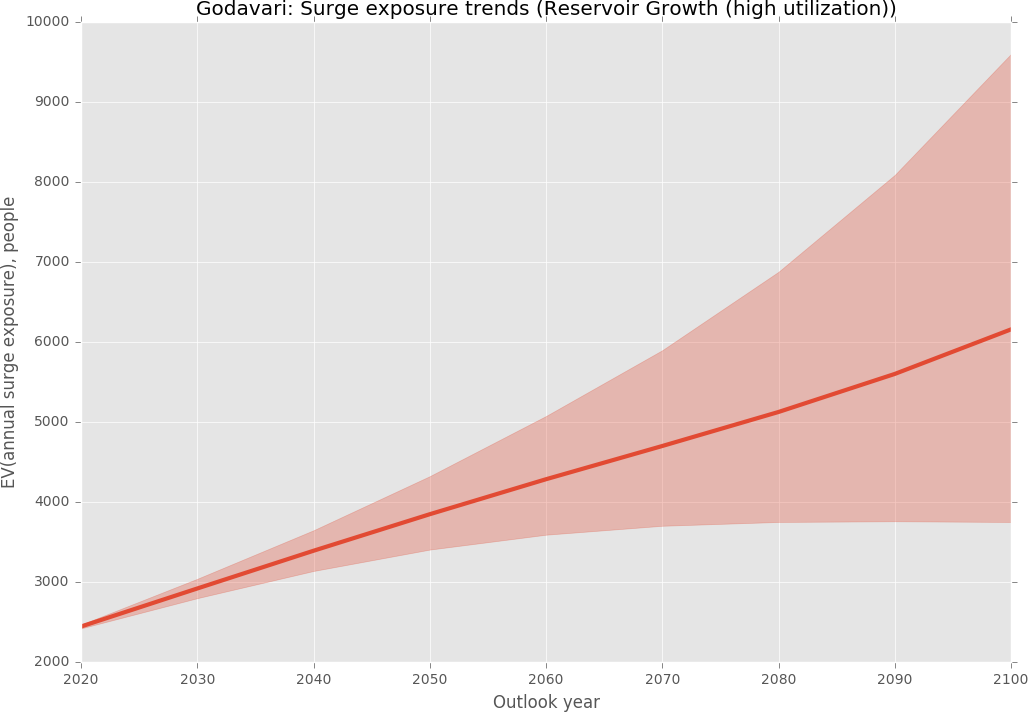 Godavari: Surge exposure trends (Reservoir Growth (high utilization))
10000
9000
8000
7000
6000
5000
4000
3000
2000
EV(annual surge exposure), people
2020 2030 2040 2050 2060 2070 2080 2090 2100
Outlook year